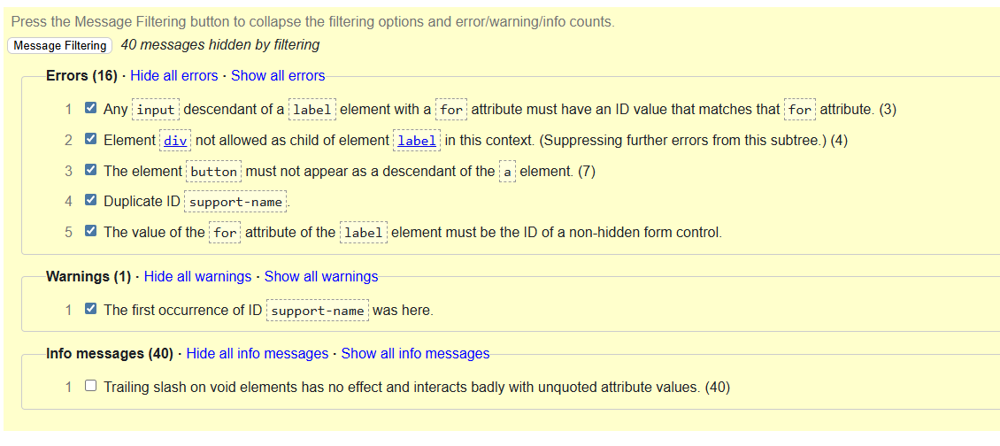 Press the Message Filtering button to collapse the filtering options and error/warning/info counts.
Message Filtering 40 messages hidden by filtering
Errors (16) · Hide all errors · Show all errors
1 Any input descendant of a label element with a for attribute must have an ID value that matches that for attribute. (3)
2 Element div not allowed as child of element label in this context. (Suppressing further errors from this subtree.) (4)
3 The element button must not appear as a descendant of the a element. (7)
4 Duplicate ID support-name.
5 The value of the for attribute of the label element must be the ID of a non-hidden form control.
Warnings (1) · Hide all warnings · Show all warnings
1 The first occurrence of ID support-name was here.
Info messages (40) · Hide all info messages · Show all info messages
1 Trailing slash on void elements has no effect and interacts badly with unquoted attribute values. (40)